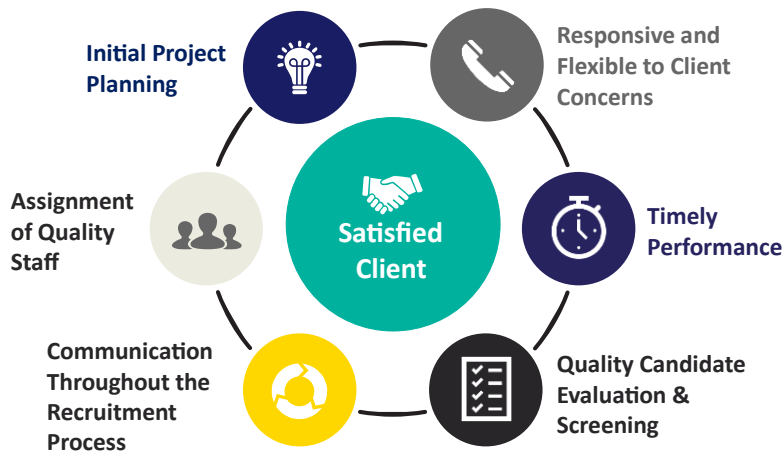 Initial Project
Planning
Responsive and
Flexible to Client
Concerns
Assignment
of Quality
Staff
Satisfied
Client
Timely
Performance
Communication
Throughout the
Recruitment
Process
Quality Candidate
Evaluation &
Screening